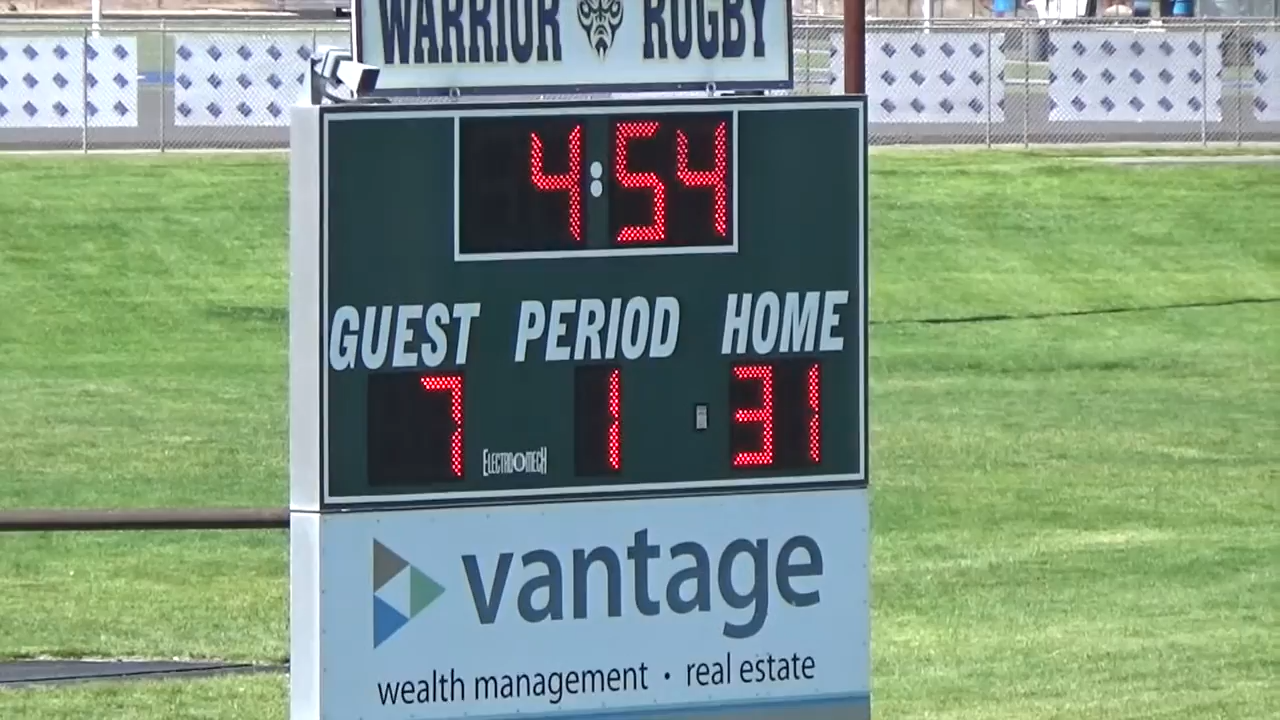 WARRIOR RUGBY
4:54
GUEST PERIOD HOME
7 1 31
ELECTRO-MECH
vantage
wealth management • real estate